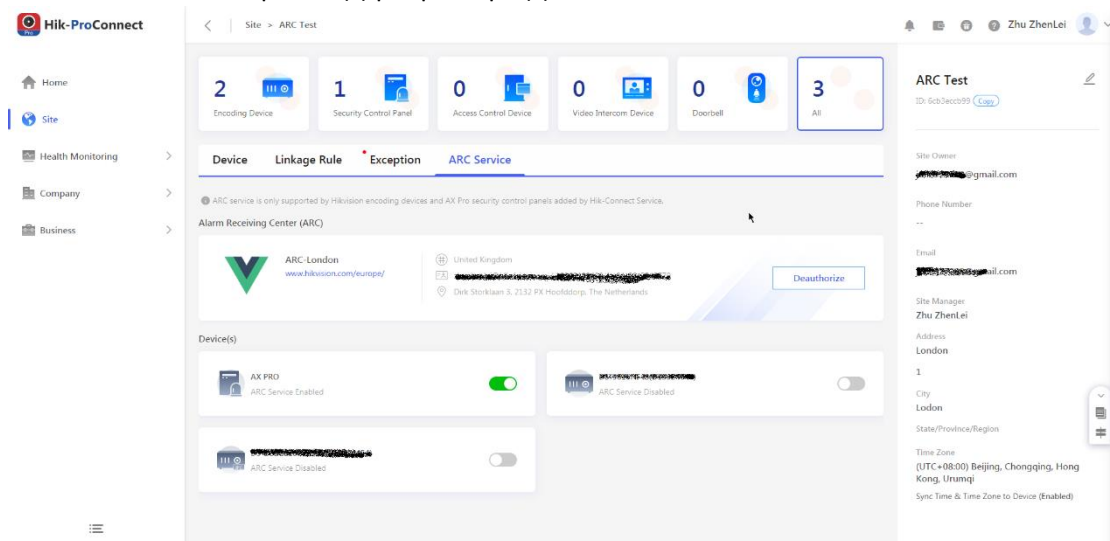 Hik-ProConnect
Site > ARC Test
Zhu ZhenLei
Home
Site
Health Monitoring
Company
Business
2
Encoding Device
1
Security Control Panel
0
Access Control Device
0
Video Intercom Device
0
Doorbell
3
All
Device Linkage Rule Exception ARC Service
ARC service is only supported by Hikvision encoding devices and AX Pro security control panels added by Hik-Connect Service.
Alarm Receiving Center (ARC)
ARC-London
www.hikvision.com/europe/
United Kingdom
Dirk Storklaan 3, 2132 PX Hoofddorp, The Netherlands
Deauthorize
Device(s)
AX PRO
ARC Service Enabled
ARC Service Disabled
ARC Service Disabled
ARC Test
ID: 6cb3eccb99 Copy
Site Owner
@gmail.com
Phone Number
--
Email
ail.com
Site Manager
Zhu ZhenLei
Address
London
1
City
Lodon
State/Province/Region
Time Zone
(UTC+08:00) Beijing, Chongqing, Hong
Kong, Urumqi
Sync Time & Time Zone to Device (Enabled)